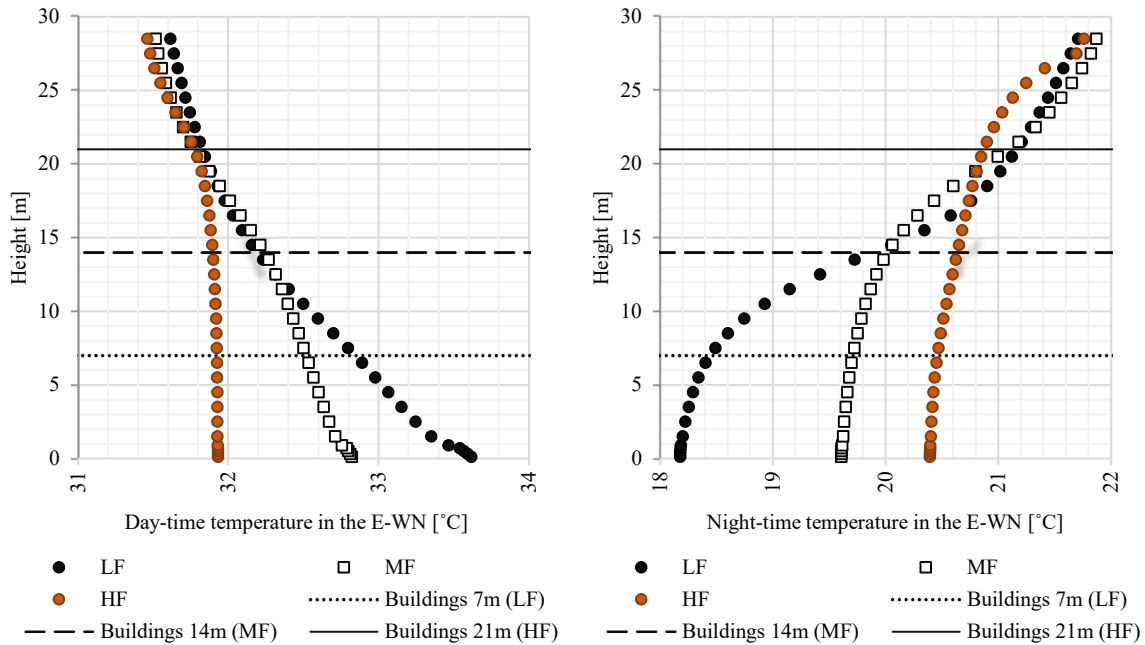 30
25
20
15
10
5
0
Height [m]
31
32
33
34
Day-time temperature in the E-WN [˚C]
LF
MF
HF
Buildings 7m (LF)
Buildings 14m (MF)
Buildings 21m (HF)
30
25
20
15
10
5
0
Height [m]
18
19
20
21
22
Night-time temperature in the E-WN [˚C]
LF
MF
HF
Buildings 7m (LF)
Buildings 14m (MF)
Buildings 21m (HF)